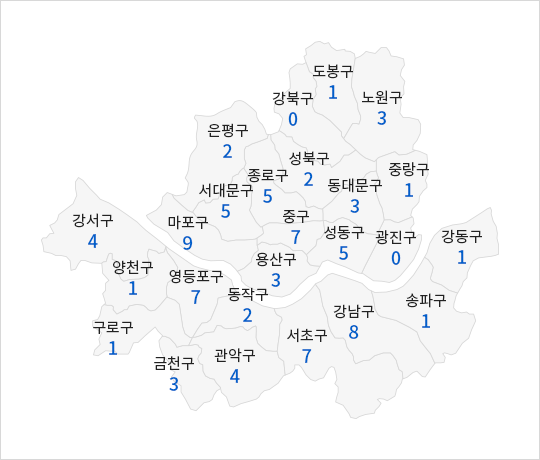 도봉구
1
강북구
0
노원구
3
은평구
2
성북구
2
종로구
5
중랑구
1
동대문구
3
서대문구
5
마포구
9
중구
7
성동구
5
광진구
0
강동구
1
강서구
4
양천구
1
영등포구
7
용산구
3
동작구
2
구로구
1
금천구
3
관악구
4
서초구
7
강남구
8
송파구
1